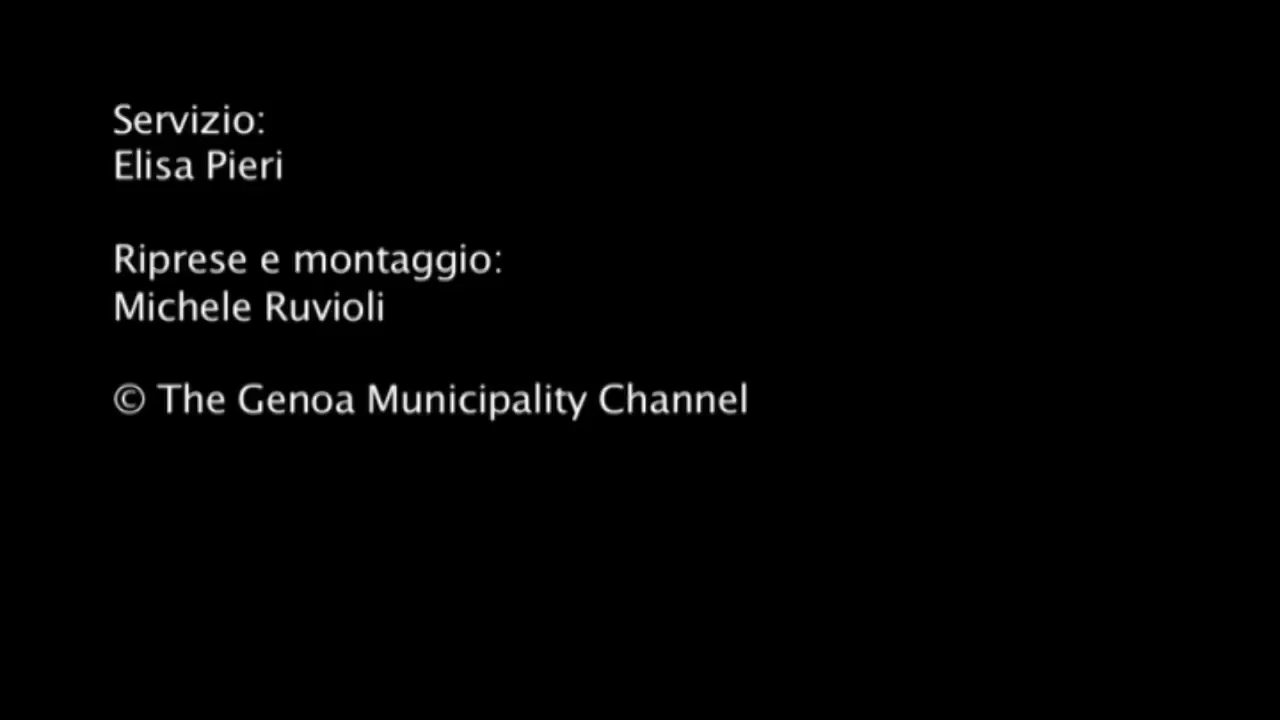 Servizio:
Elisa Pieri
Riprese e montaggio:
Michele Ruvioli
© The Genoa Municipality Channel